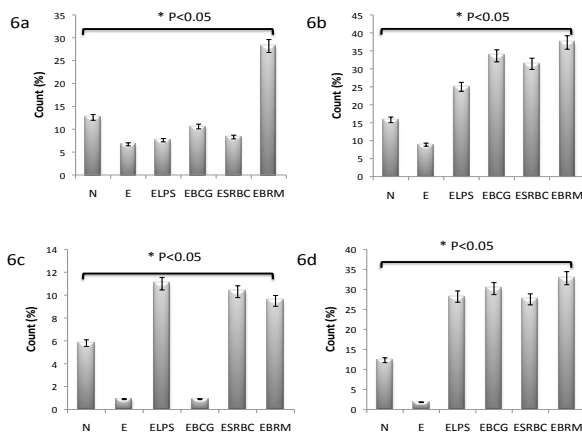 6a
* P<0.05
Count (%)
35
30
25
20
15
10
5
0
N E ELPS EBCG ESRBC EBRM
6b
* P<0.05
Count (%)
45
40
35
30
25
20
15
10
5
0
N E ELPS EBCG ESRBC EBRM
6c
* P<0.05
Count (%)
14
12
10
8
6
4
2
0
N E ELPS EBCG ESRBC EBRM
6d
* P<0.05
Count (%)
40
35
30
25
20
15
10
5
0
N E ELPS EBCG ESRBC EBRM